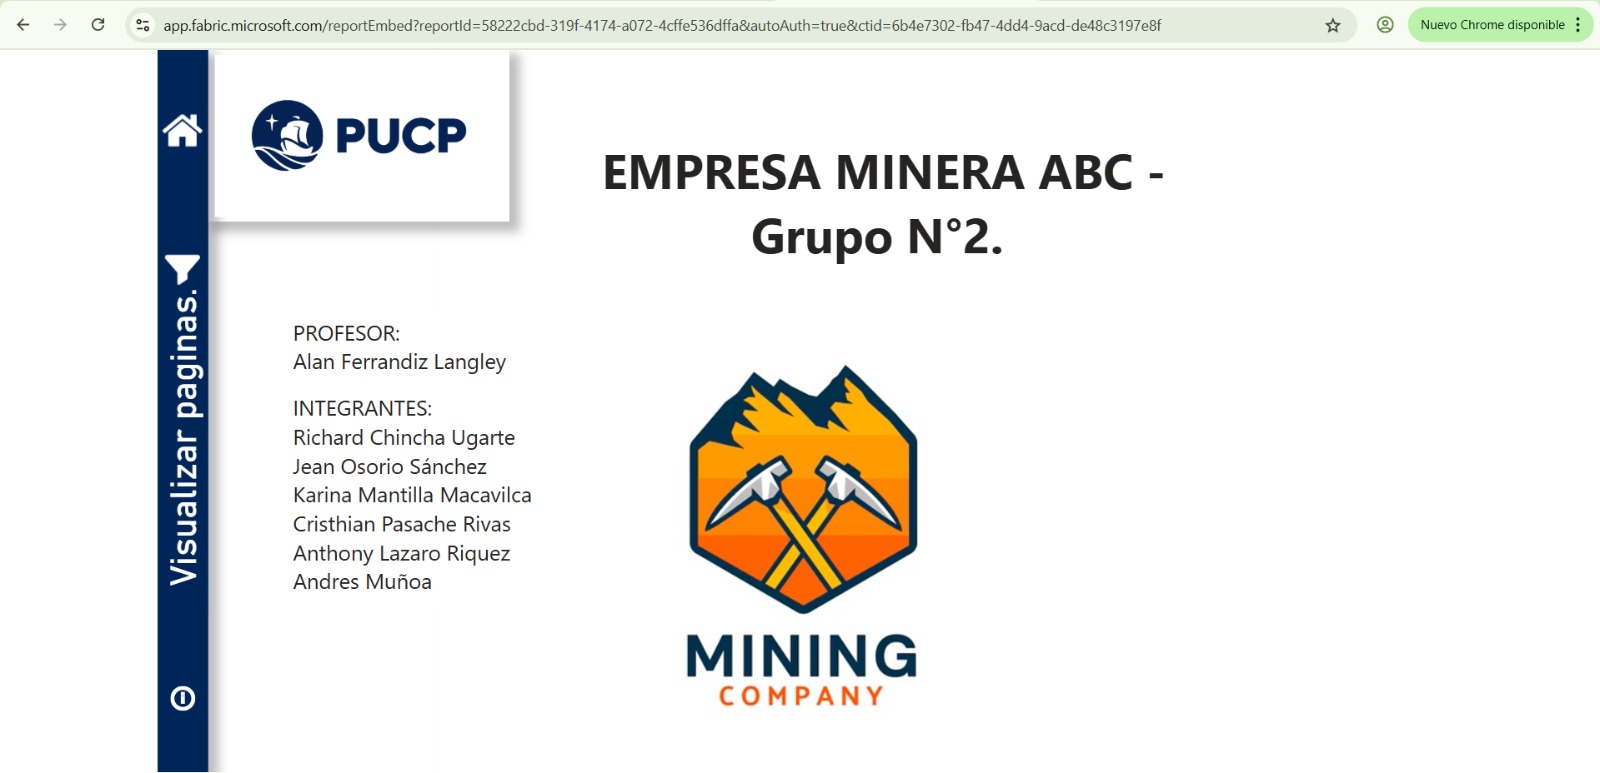 app.fabric.microsoft.com/reportEmbed?reportId=58222cbd-319f-4174-a072-4cffe536dffa&autoAuth=true&ctid=6b4e7302-fb47-4dd4-9acd-de48c3197e8f
Nuevo Chrome disponible
PUCP
EMPRESA MINERA ABC -
Grupo N°2.
Visualizar paginas.
PROFESOR:
Alan Ferrandiz Langley
INTEGRANTES:
Richard Chincha Ugarte
Jean Osorio Sánchez
Karina Mantilla Macavilca
Cristhian Pasache Rivas
Anthony Lazaro Riquez
Andres Muñoa
MINING
COMPANY